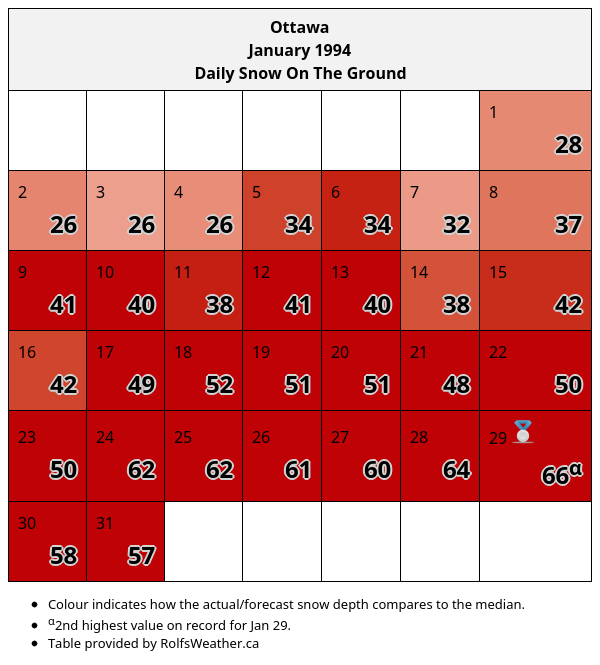 Ottawa
January 1994
Daily Snow On The Ground
1
28
2 3 4 5 6 7 8
26 26 26 34 34 32 37
9 10 11 12 13 14 15
41 40 38 41 40 38 42
16 17 18 19 20 21 22
42 49 52 51 51 48 50
23 24 25 26 27 28 29
50 62 62 61 60 64 66α
30 31
58 57
Colour indicates how the actual/forecast snow depth compares to the median.
α2nd highest value on record for Jan 29.
Table provided by RolfsWeather.ca